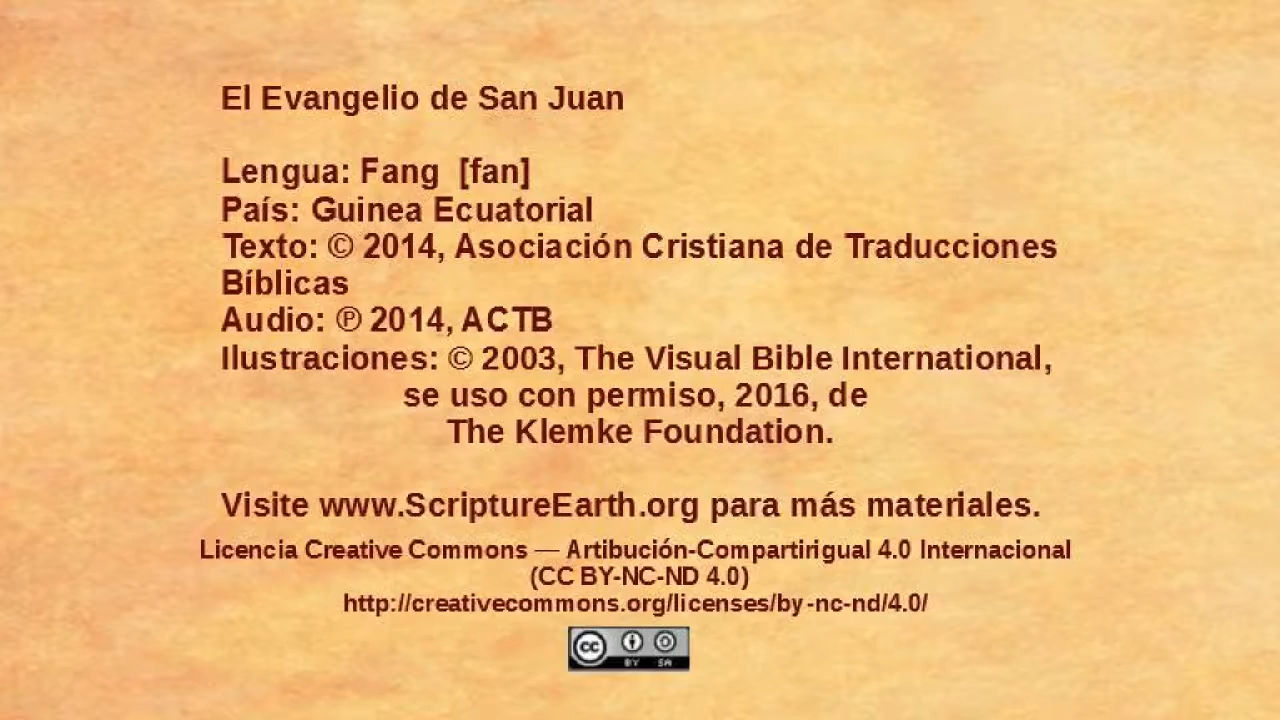 El Evangelio de San Juan
Lengua: Fang [fan]
País: Guinea Ecuatorial
Texto: © 2014, Asociación Cristiana de Traducciones
Bíblicas
Audio: ℗ 2014, ACTB
Ilustraciones: © 2003, The Visual Bible International,
se uso con permiso, 2016, de
The Klemke Foundation.
Visite www.ScriptureEarth.org para más materiales.
Licencia Creative Commons — Artibución-Compartirigual 4.0 Internacional
(CC BY-NC-ND 4.0)
http://creativecommons.org/licenses/by-nc-nd/4.0/
cc BY SA